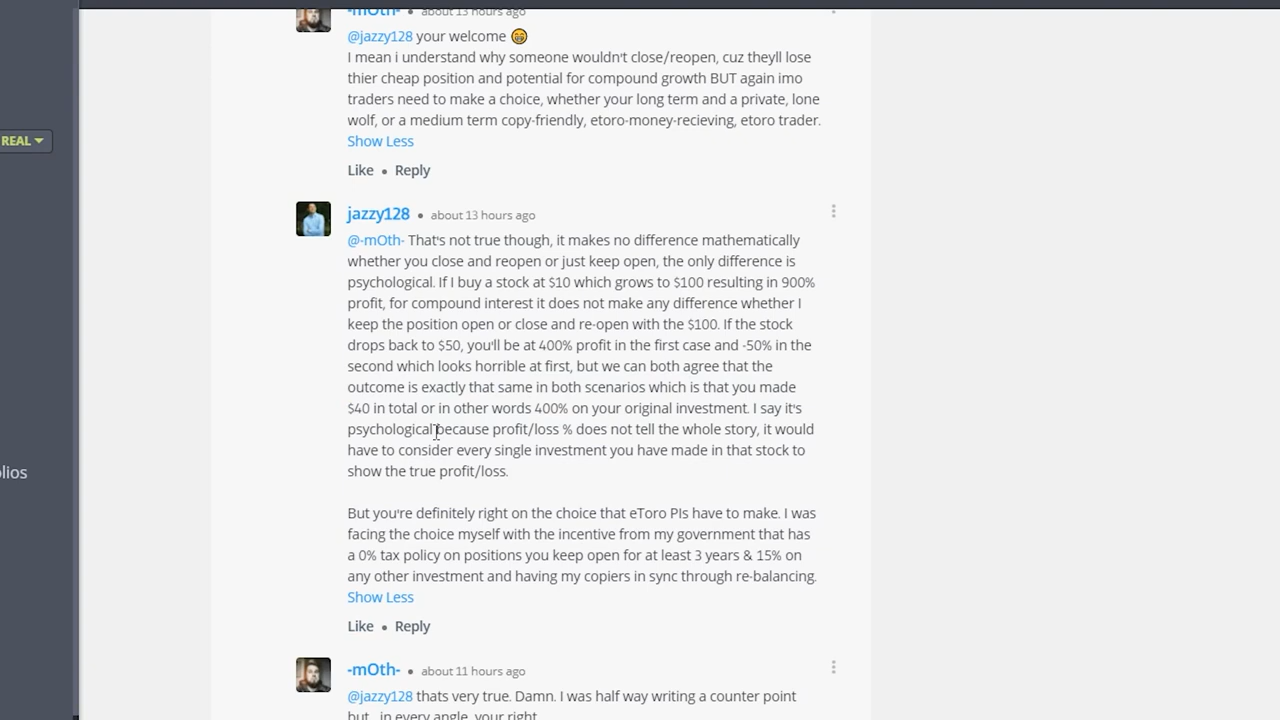 -mOth- • about 13 hours ago
@jazzy128 your welcome 😁
I mean i understand why someone wouldn't close/reopen, cuz theyll lose
thier cheap position and potential for compound growth BUT again imo
traders need to make a choice, whether your long term and a private, lone
wolf, or a medium term copy-friendly, etoro-money-recieving, etoro trader.
Show Less
Like • Reply
REAL
jazzy128 • about 13 hours ago
@-mOth- That's not true though, it makes no difference mathematically
whether you close and reopen or just keep open, the only difference is
psychological. If I buy a stock at $10 which grows to $100 resulting in 900%
profit, for compound interest it does not make any difference whether I
keep the position open or close and re-open with the $100. If the stock
drops back to $50, you'll be at 400% profit in the first case and -50% in the
second which looks horrible at first, but we can both agree that the
outcome is exactly that same in both scenarios which is that you made
$40 in total or in other words 400% on your original investment. I say it's
psychological because profit/loss % does not tell the whole story, it would
have to consider every single investment you have made in that stock to
show the true profit/loss.
olios
But you're definitely right on the choice that eToro PIs have to make. I was
facing the choice myself with the incentive from my government that has
a 0% tax policy on positions you keep open for at least 3 years & 15% on
any other investment and having my copiers in sync through re-balancing.
Show Less
Like • Reply
-mOth- • about 11 hours ago
@jazzy128 thats very true. Damn. I was half way writing a counter point
but.. in every angle, your right